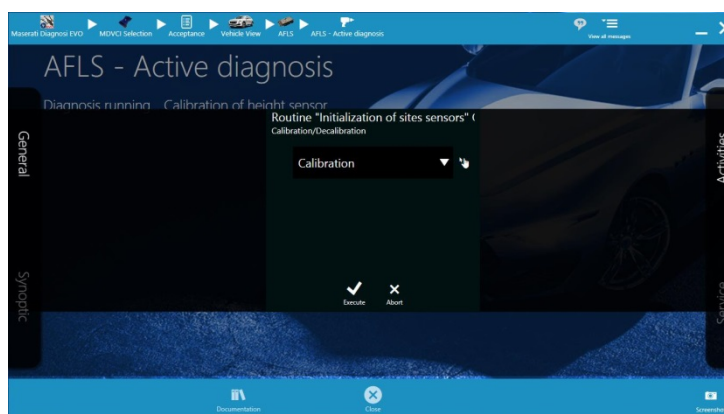 Maserati Diagnosi EVO
MDVCI Selection
Acceptance
Vehicle View
AFLS
AFLS - Active diagnosis
View all messages
AFLS - Active diagnosis
Diagnosis running Calibration of height sensor
Routine "Initialization of sites sensors" (
Calibration/Decalibration
General
Activities
Calibration
Synoptic
Service
Execute
Abort
Documentation
Close
Screenshot